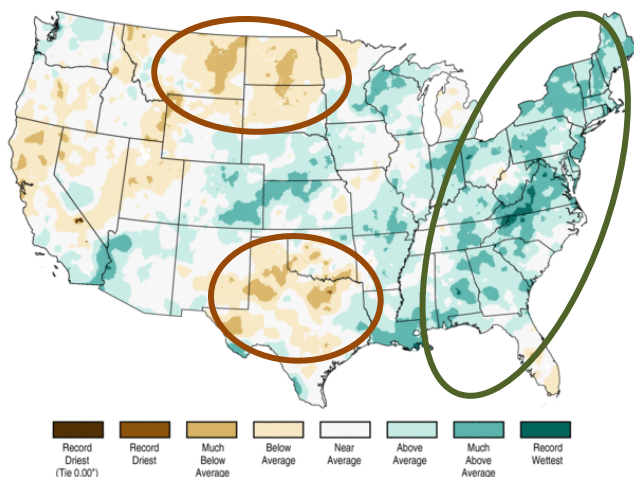 Record
Driest
(Tie 0.00")
Record
Driest
Much
Below
Average
Below
Average
Near
Average
Above
Average
Much
Above
Average
Record
Wettest